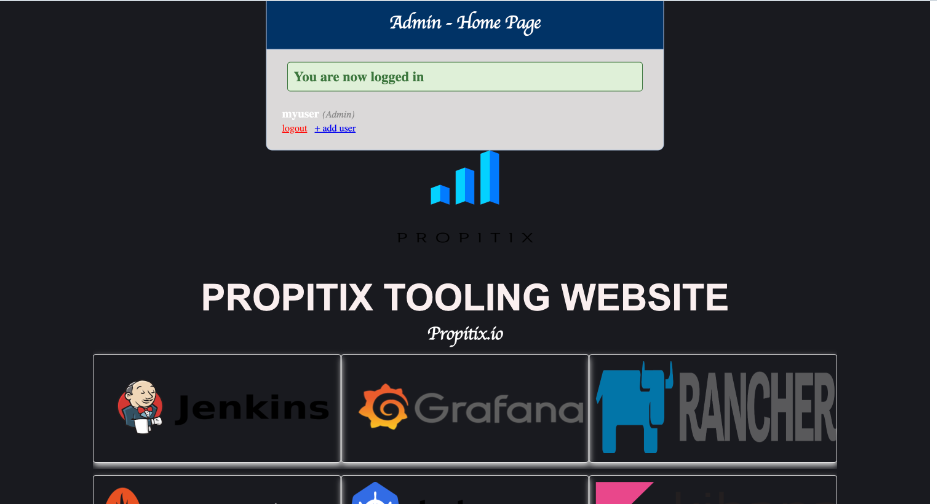 Admin - Home Page
You are now logged in
myuser (Admin)
logout + add user
PROPITIX
PROPITIX TOOLING WEBSITE
Propitix.io
Jenkins
Grafana
RANCHER